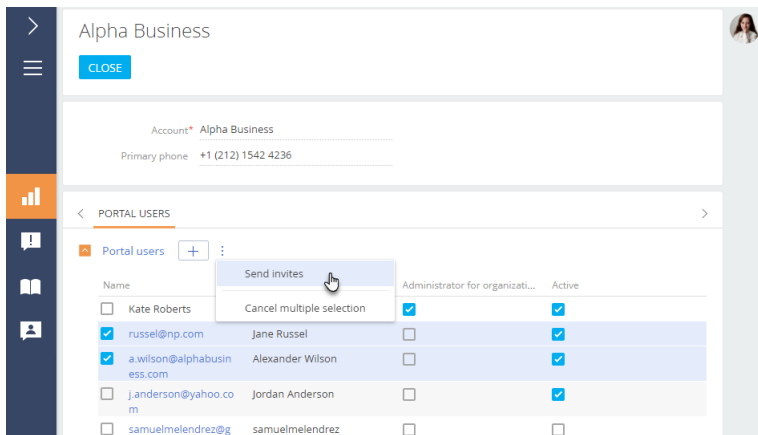 Alpha Business
CLOSE
Account* Alpha Business
Primary phone +1 (212) 1542 4236
PORTAL USERS
Portal users
Send invites
Cancel multiple selection
Name Administrator for organizati... Active
Kate Roberts
russel@np.com Jane Russel
a.wilson@alphabusin Alexander Wilson
ess.com
j.anderson@yahoo.co Jordan Anderson
m
samuelmelendrez@g samuelmelendrez